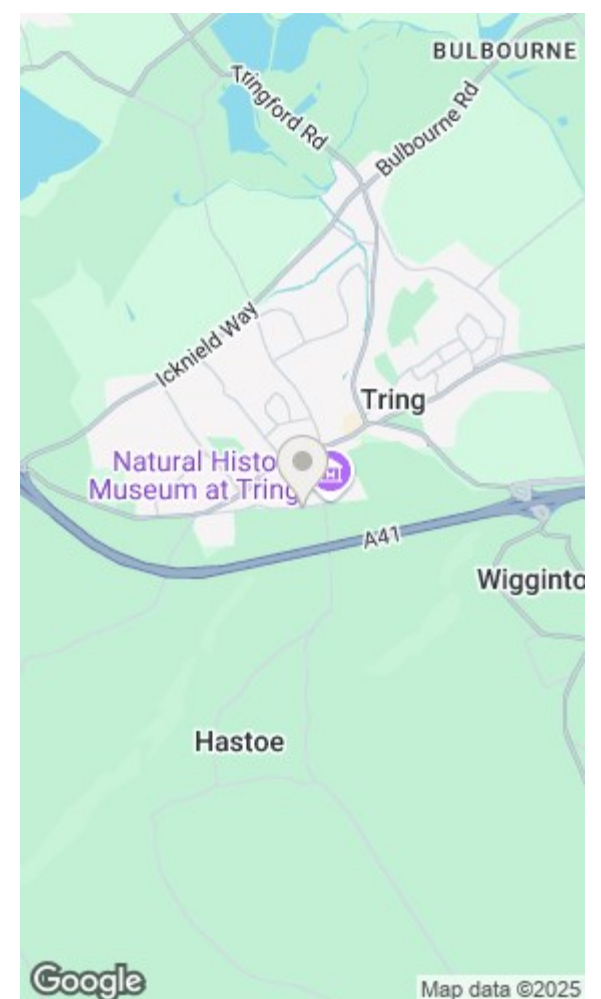 BULBOURNE
Tringford Rd
Bulbourne Rd
Icknield Way
Tring
Natural Histo
Museum at Tring
A41
Wigginto
Hastoe
Google
Map data ©2025